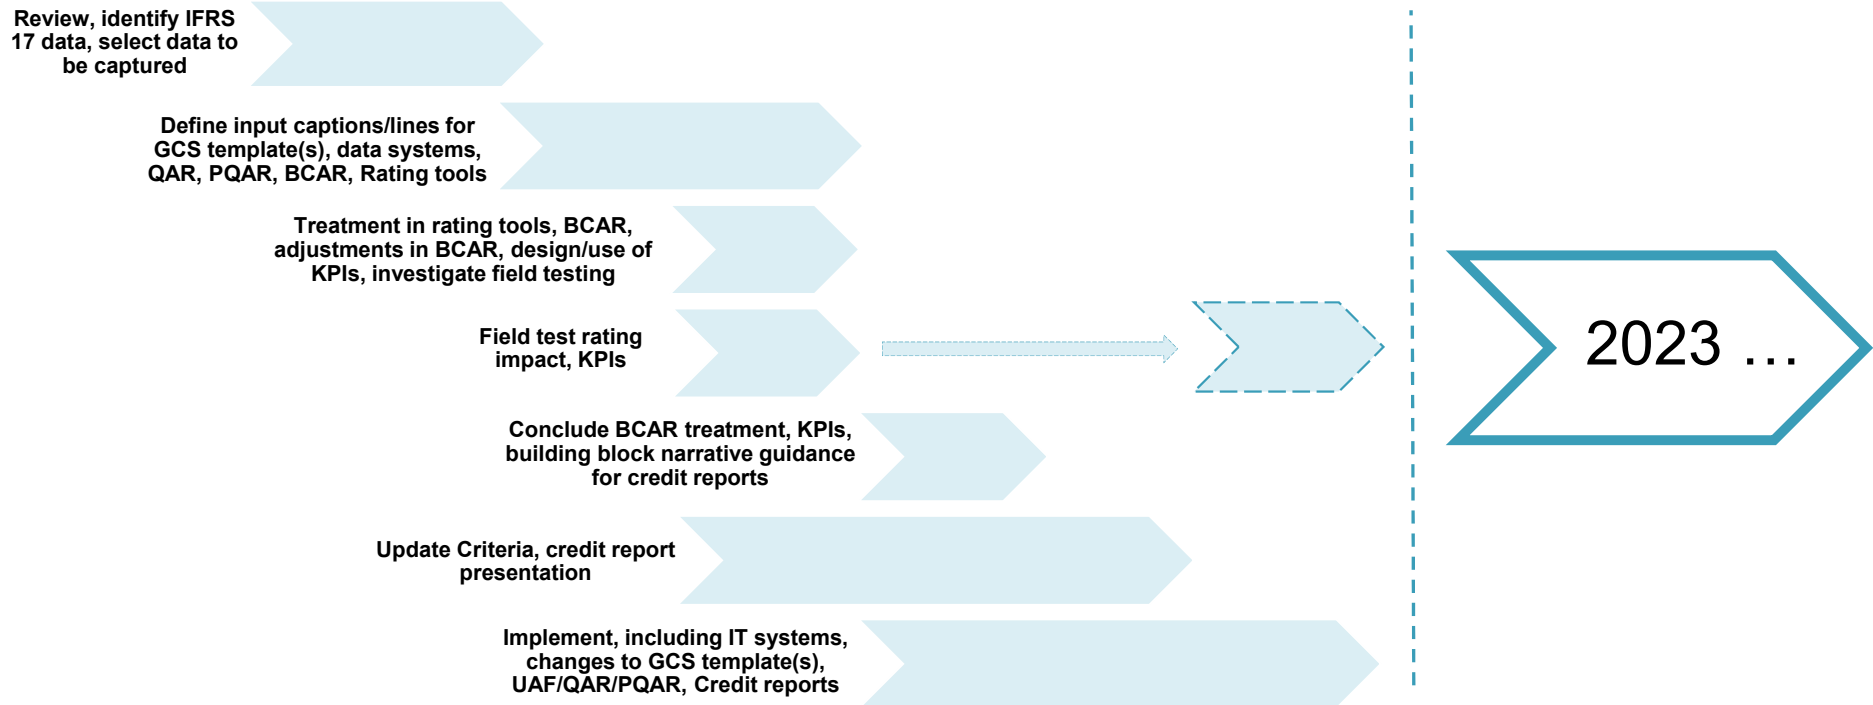 Review, identify IFRS
17 data, select data to
be captured
Define input captions/lines for
GCS template(s), data systems,
QAR, PQAR, BCAR, Rating tools
Treatment in rating tools, BCAR,
adjustments in BCAR, design/use of
KPIs, investigate field testing
Field test rating
impact, KPIs
2023 …
Conclude BCAR treatment, KPIs,
building block narrative guidance
for credit reports
Update Criteria, credit report
presentation
Implement, including IT systems,
changes to GCS template(s),
UAF/QAR/PQAR, Credit reports